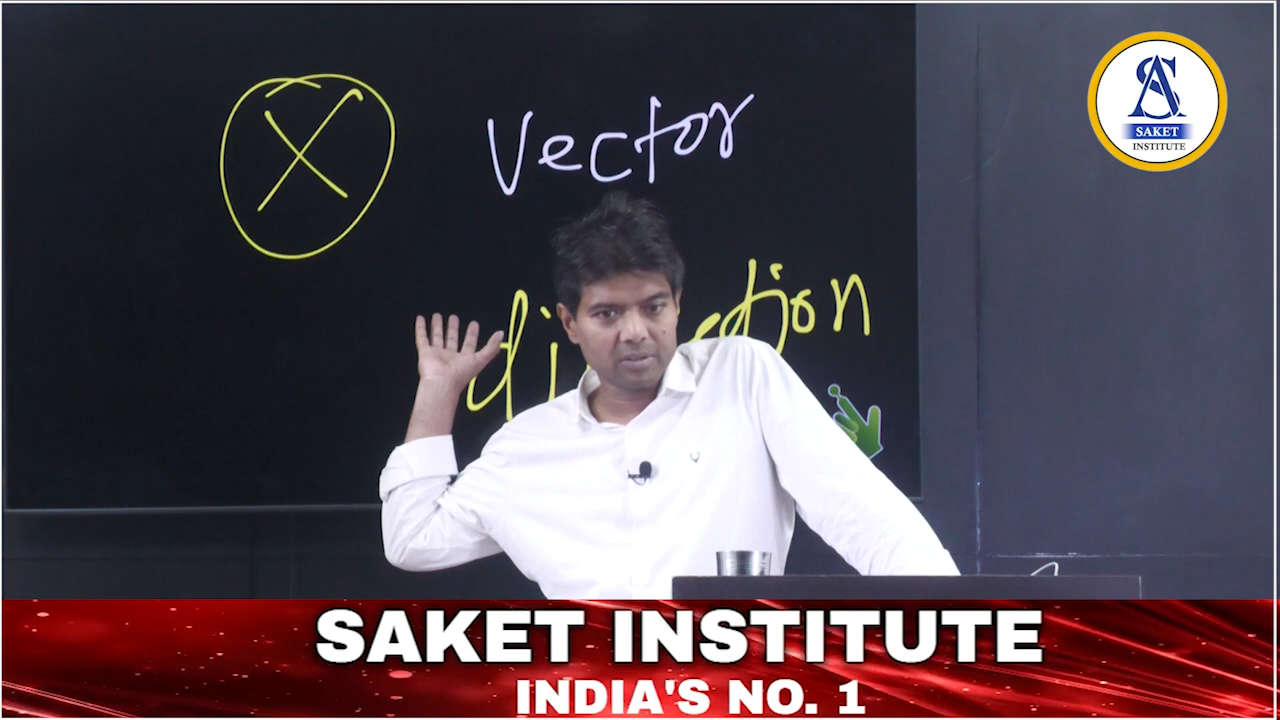 X Vector
SA
SAKET
INSTITUTE
SAKET INSTITUTE
INDIA'S NO. 1